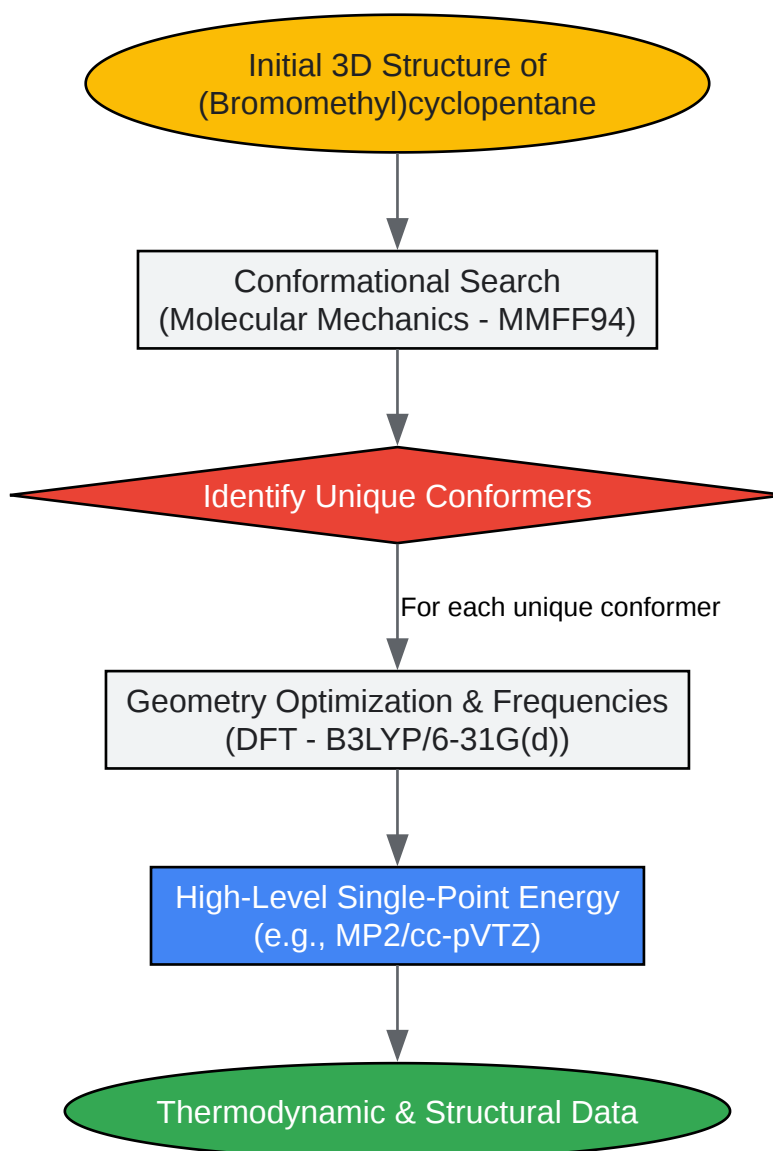 Initial 3D Structure of
(Bromomethyl)cyclopentane
Conformational Search
(Molecular Mechanics - MMFF94)
Identify Unique Conformers
For each unique conformer
Geometry Optimization & Frequencies
(DFT - B3LYP/6-31G(d))
High-Level Single-Point Energy
(e.g., MP2/cc-pVTZ)
Thermodynamic & Structural Data